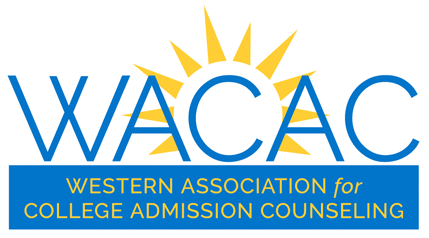 WACAC
WESTERN ASSOCIATION for
COLLEGE ADMISSION COUNSELING